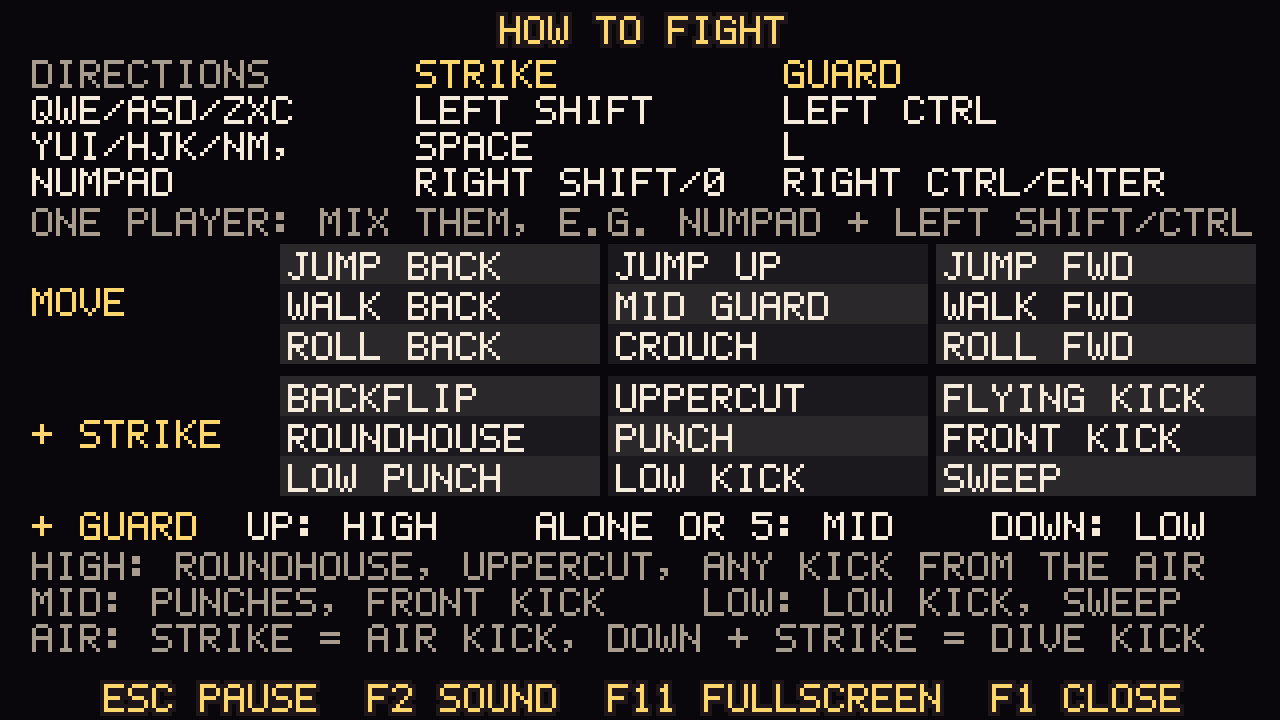 HOW TO FIGHT
DIRECTIONS STRIKE GUARD
QWE/ASD/ZXC LEFT SHIFT LEFT CTRL
YUI/HJK/NM, SPACE L
NUMPAD RIGHT SHIFT/0 RIGHT CTRL/ENTER
ONE PLAYER: MIX THEM, E.G. NUMPAD + LEFT SHIFT/CTRL
JUMP BACK JUMP UP JUMP FWD
MOVE WALK BACK MID GUARD WALK FWD
ROLL BACK CROUCH ROLL FWD
BACKFLIP UPPERCUT FLYING KICK
+ STRIKE ROUNDHOUSE PUNCH FRONT KICK
LOW PUNCH LOW KICK SWEEP
+ GUARD UP: HIGH ALONE OR 5: MID DOWN: LOW
HIGH: ROUNDHOUSE, UPPERCUT, ANY KICK FROM THE AIR
MID: PUNCHES, FRONT KICK LOW: LOW KICK, SWEEP
AIR: STRIKE = AIR KICK, DOWN + STRIKE = DIVE KICK
ESC PAUSE F2 SOUND F11 FULLSCREEN F1 CLOSE